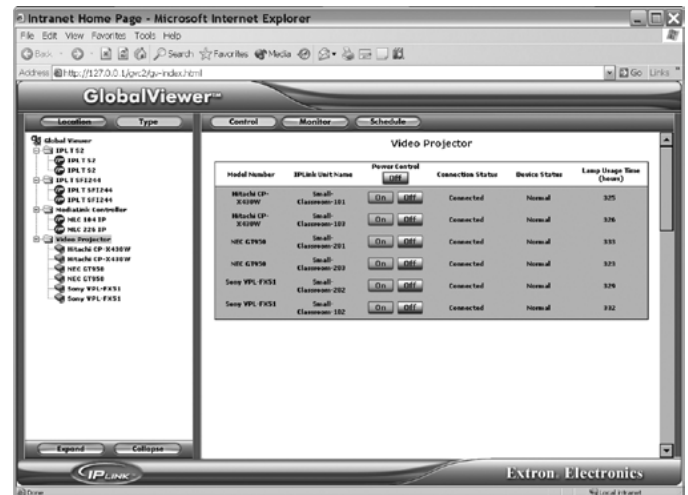 Intranet Home Page - Microsoft Internet Explorer
File Edit View Favorites Tools Help
Back Search Favorites Media
Address http://127.0.0.1/gvc2/gv-index.html Go Links
GlobalViewer
Location Type Control Monitor Schedule
Global Viewer
IPL T S2
IPL T S2
IPL T S2
IPL T SFI244
IPL T SFI244
IPL T SFI244
MediaLink Controller
MLC 104 IP
MLC 226 IP
Video Projector
Hitachi CP-X430W
Hitachi CP-X430W
NEC GT950
NEC GT950
Sony VPL-FX51
Sony VPL-FX51
Expand Collapse
Video Projector
Model Number IPLink Unit Name Power Control Off Connection Status Device Status Lamp Usage Time (hours)
Hitachi CP-X430W Small-Classroom-101 On Off Connected Normal 325
Hitachi CP-X430W Small-Classroom-103 On Off Connected Normal 326
NEC GT950 Small-Classroom-201 On Off Connected Normal 333
NEC GT950 Small-Classroom-203 On Off Connected Normal 323
Sony VPL-FX51 Small-Classroom-202 On Off Connected Normal 329
Sony VPL-FX51 Small-Classroom-102 On Off Connected Normal 332
IP LINK
Extron Electronics
Done Local intranet